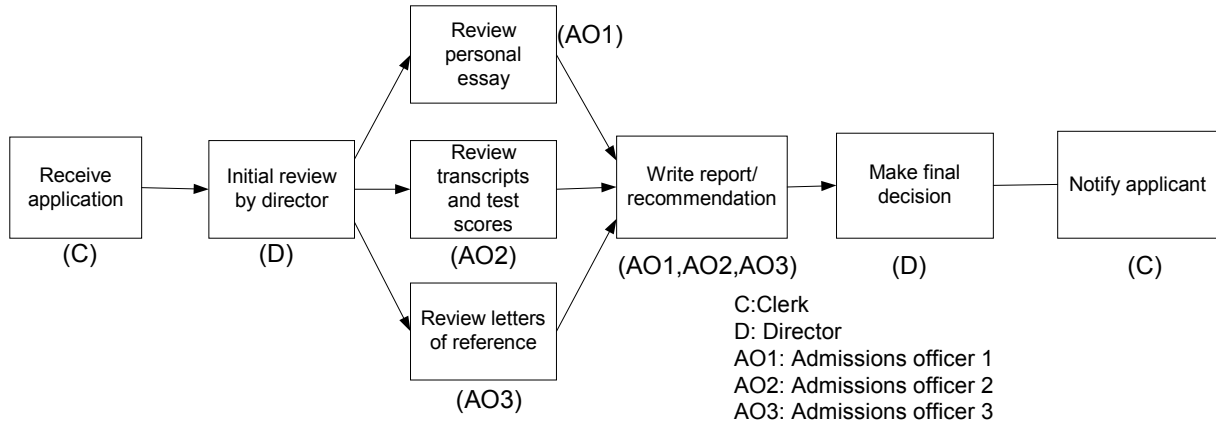 Receive
application
(C)
Initial review
by director
(D)
Review
personal
essay
(AO1)
Review
transcripts
and test
scores
(AO2)
Review letters
of reference
(AO3)
Write report/
recommendation
(AO1,AO2,AO3)
Make final
decision
(D)
Notify applicant
(C)
C:Clerk
D: Director
AO1: Admissions officer 1
AO2: Admissions officer 2
AO3: Admissions officer 3